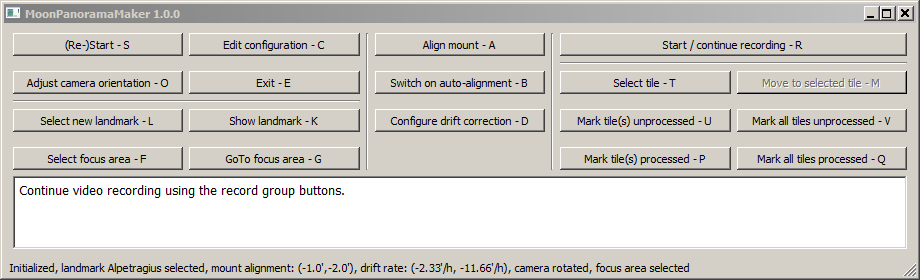 MoonPanoramaMaker 1.0.0
(Re-)Start - S
Edit configuration - C
Align mount - A
Start / continue recording - R
Adjust camera orientation - O
Exit - E
Switch on auto-alignment - B
Select tile - T
Move to selected tile - M
Select new landmark - L
Show landmark - K
Configure drift correction - D
Mark tile(s) unprocessed - U
Mark all tiles unprocessed - V
Select focus area - F
GoTo focus area - G
Mark tile(s) processed - P
Mark all tiles processed - Q
Continue video recording using the record group buttons.
Initialized, landmark Alpetragius selected, mount alignment: (-1.0',-2.0'), drift rate: (-2.33'/h, -11.66'/h), camera rotated, focus area selected